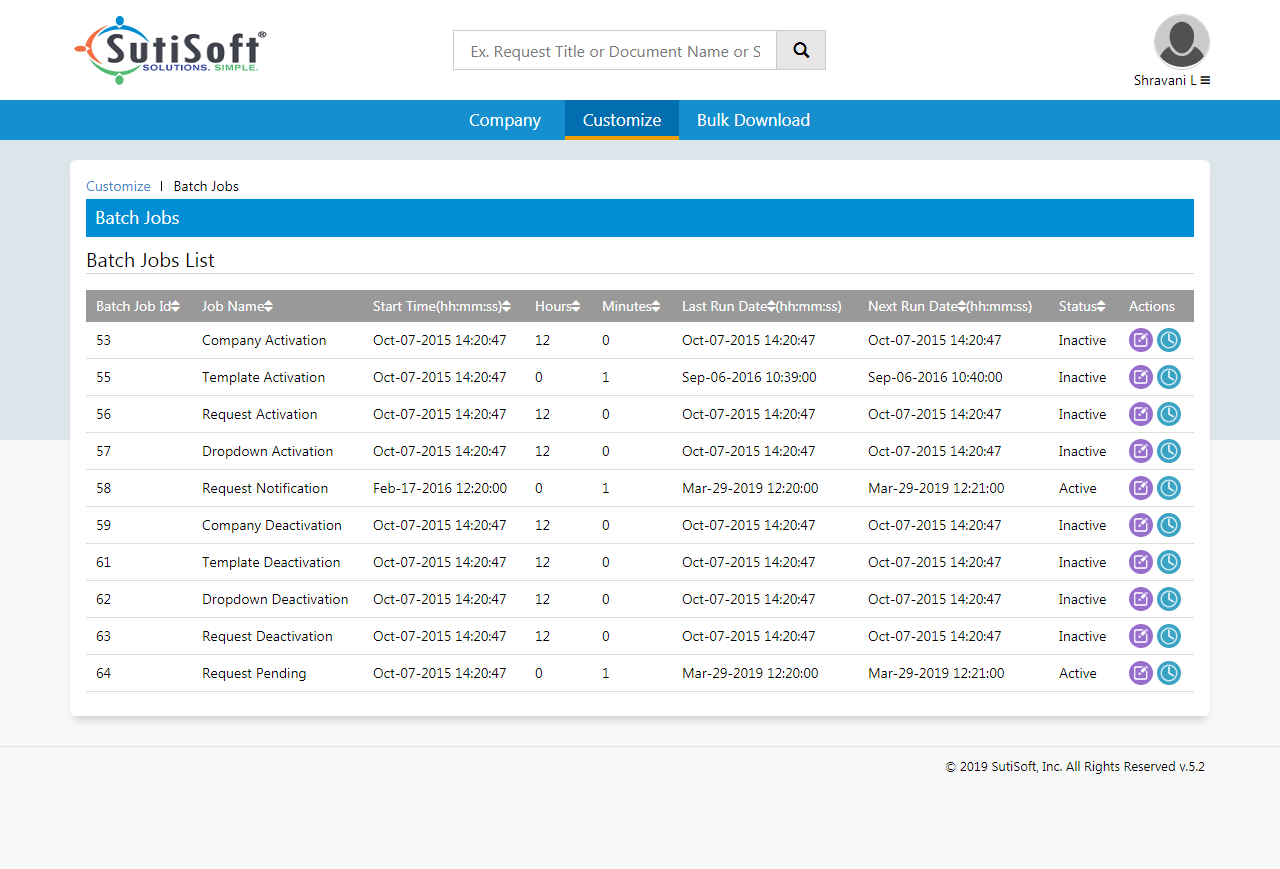 SutiSoft®
SOLUTIONS. SIMPLE.
Ex. Request Title or Document Name or S
Shravani L
Company Customize Bulk Download
Customize | Batch Jobs
Batch Jobs
Batch Jobs List
Batch Job Id Job Name Start Time(hh:mm:ss) Hours Minutes Last Run Date(hh:mm:ss) Next Run Date(hh:mm:ss) Status Actions
53 Company Activation Oct-07-2015 14:20:47 12 0 Oct-07-2015 14:20:47 Oct-07-2015 14:20:47 Inactive
55 Template Activation Oct-07-2015 14:20:47 0 1 Sep-06-2016 10:39:00 Sep-06-2016 10:40:00 Inactive
56 Request Activation Oct-07-2015 14:20:47 12 0 Oct-07-2015 14:20:47 Oct-07-2015 14:20:47 Inactive
57 Dropdown Activation Oct-07-2015 14:20:47 12 0 Oct-07-2015 14:20:47 Oct-07-2015 14:20:47 Inactive
58 Request Notification Feb-17-2016 12:20:00 0 1 Mar-29-2019 12:20:00 Mar-29-2019 12:21:00 Active
59 Company Deactivation Oct-07-2015 14:20:47 12 0 Oct-07-2015 14:20:47 Oct-07-2015 14:20:47 Inactive
61 Template Deactivation Oct-07-2015 14:20:47 12 0 Oct-07-2015 14:20:47 Oct-07-2015 14:20:47 Inactive
62 Dropdown Deactivation Oct-07-2015 14:20:47 12 0 Oct-07-2015 14:20:47 Oct-07-2015 14:20:47 Inactive
63 Request Deactivation Oct-07-2015 14:20:47 12 0 Oct-07-2015 14:20:47 Oct-07-2015 14:20:47 Inactive
64 Request Pending Oct-07-2015 14:20:47 0 1 Mar-29-2019 12:20:00 Mar-29-2019 12:21:00 Active
© 2019 SutiSoft, Inc. All Rights Reserved v.5.2